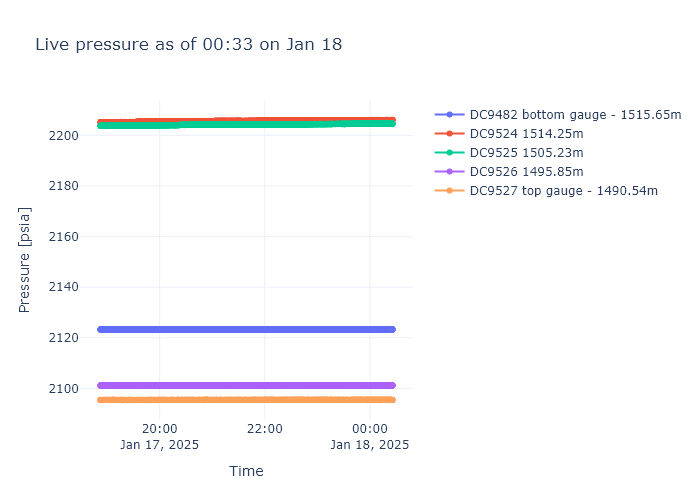 Live pressure as of 00:33 on Jan 18
DC9482 bottom gauge - 1515.65m
DC9524 1514.25m
DC9525 1505.23m
DC9526 1495.85m
DC9527 top gauge - 1490.54m
Pressure [psia]
2200
2180
2160
2140
2120
2100
20:00
Jan 17, 2025
22:00
00:00
Jan 18, 2025
Time